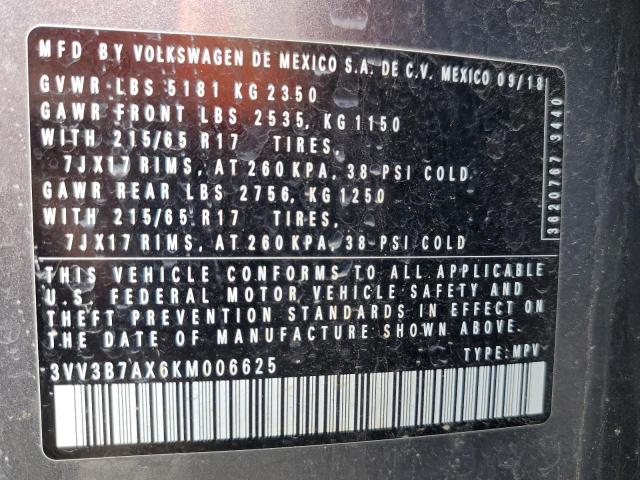 MFD BY VOLKSWAGEN DE MEXICO S.A. DE C.V. MEXICO 09/18
GVWR LBS 5181 KG 2350
GAWR FRONT LBS 2535, KG 1150
WITH 215/65 R17 TIRES,
7JX17 RIMS, AT 260 KPA, 38-PSI COLD
GAWR REAR LBS 2756, KG 1250
WITH 215/65 R17 TIRES,
7JX17 RIMS, AT 260 KPA, 38-PSI COLD
3620767 3440
THIS VEHICLE CONFORMS TO ALL APPLICABLE
U.S. FEDERAL MOTOR VEHICLE SAFETY AND
THEFT PREVENTION STANDARDS IN EFFECT ON
THE DATE OF MANUFACTURE SHOWN ABOVE.
3VV3B7AX6KM006625 TYPE: MPV